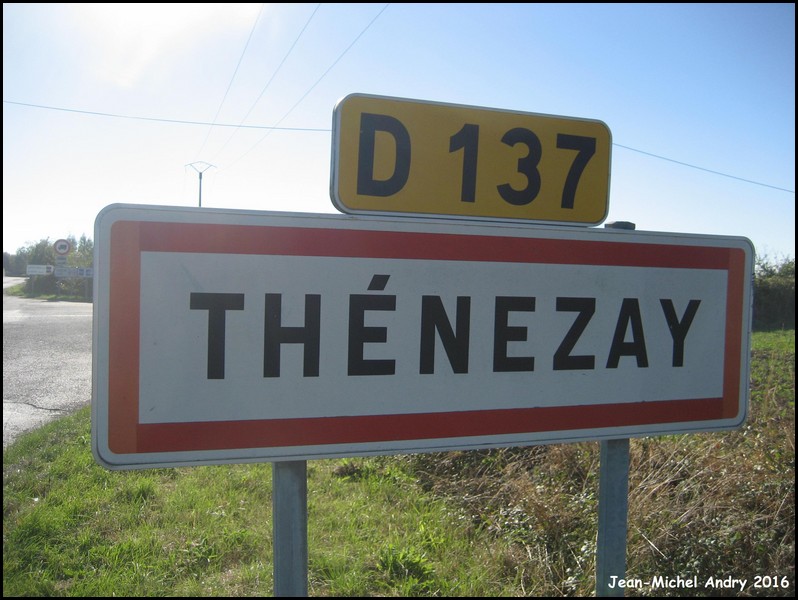 D 137
THÉNEZAY
Jean-Michel Andry 2016